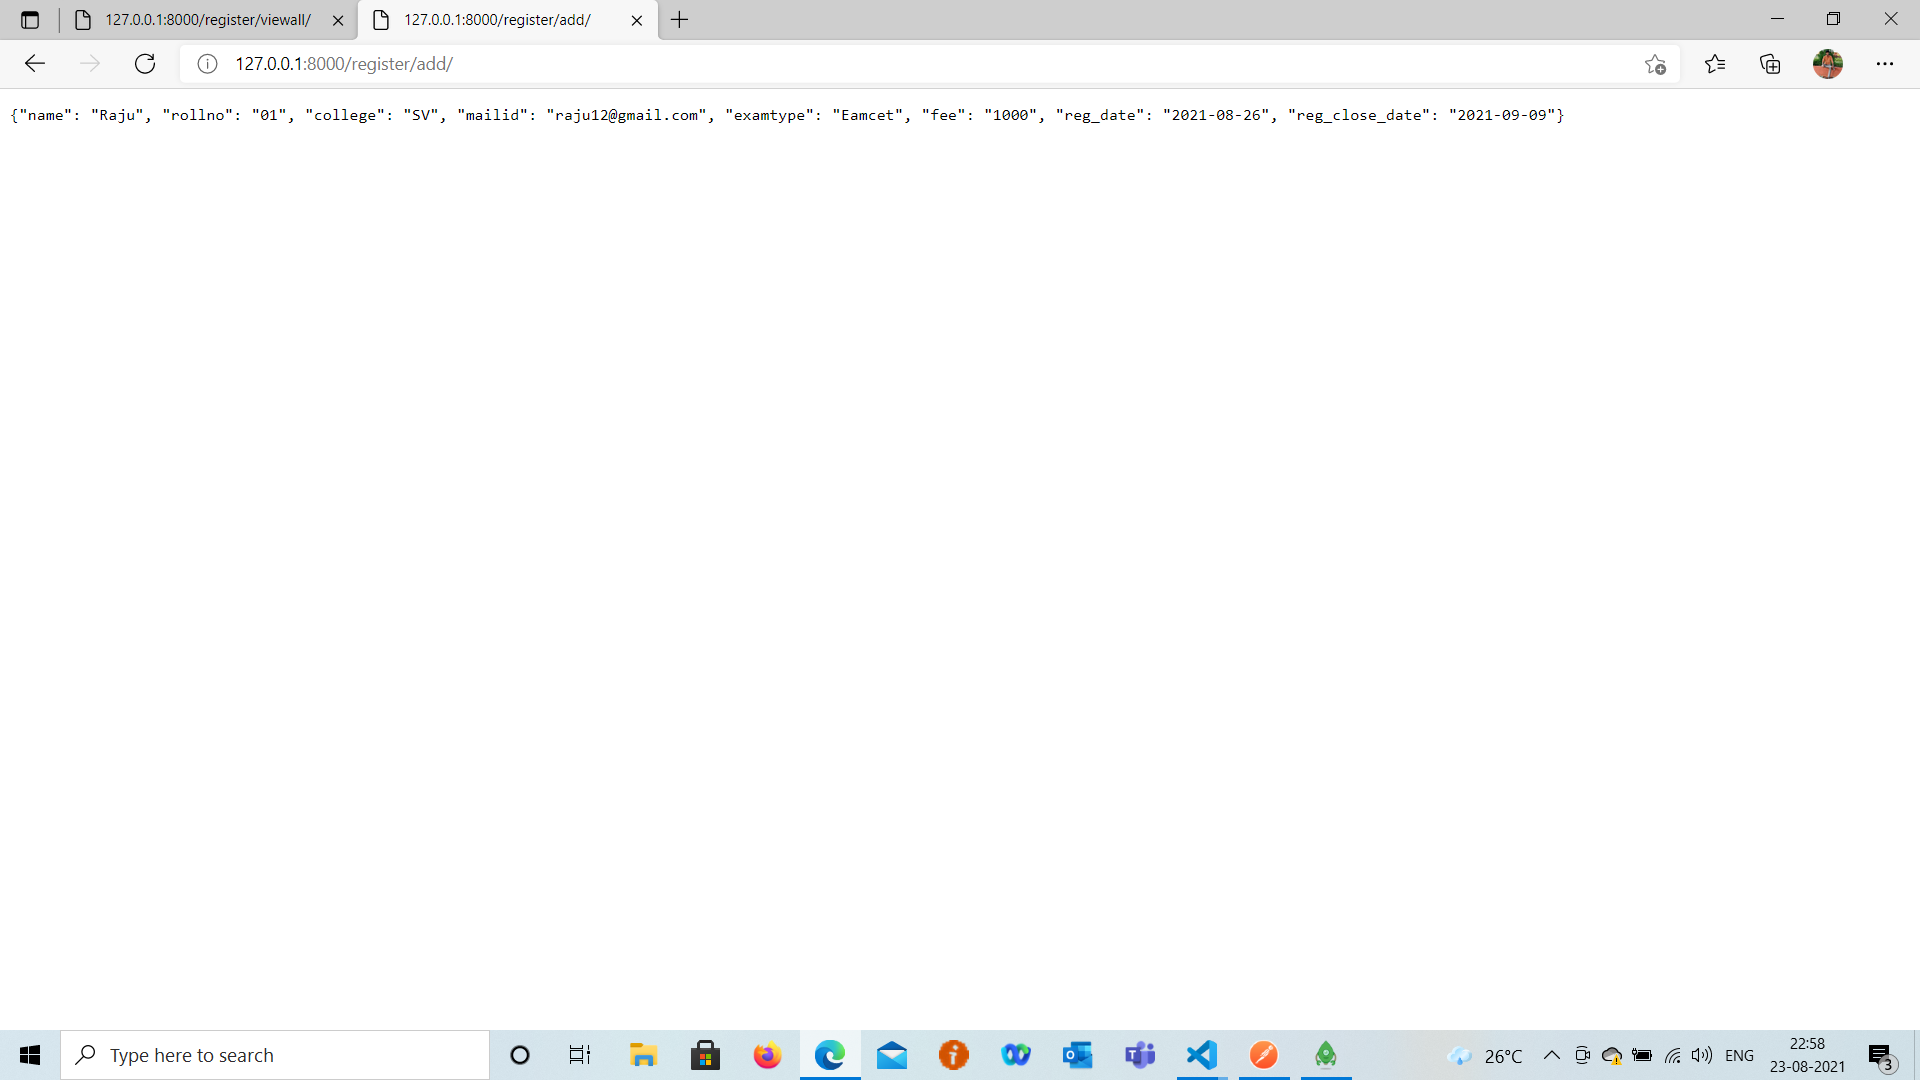 127.0.0.1:8000/register/viewall/
127.0.0.1:8000/register/add/
127.0.0.1:8000/register/add/
{"name": "Raju", "rollno": "01", "college": "SV", "mailid": "raju12@gmail.com", "examtype": "Eamcet", "fee": "1000", "reg_date": "2021-08-26", "reg_close_date": "2021-09-09"}
Type here to search
26°C
ENG
22:58
23-08-2021
3